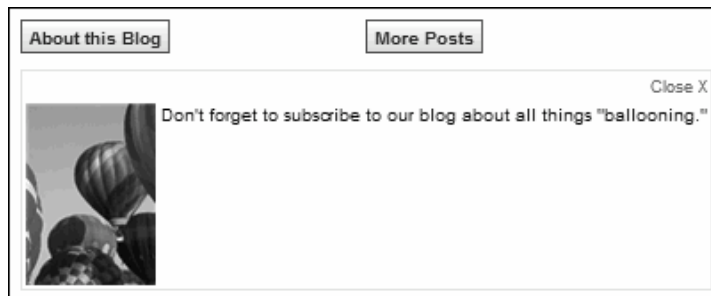 About this Blog
More Posts
Close X
Don't forget to subscribe to our blog about all things "ballooning."